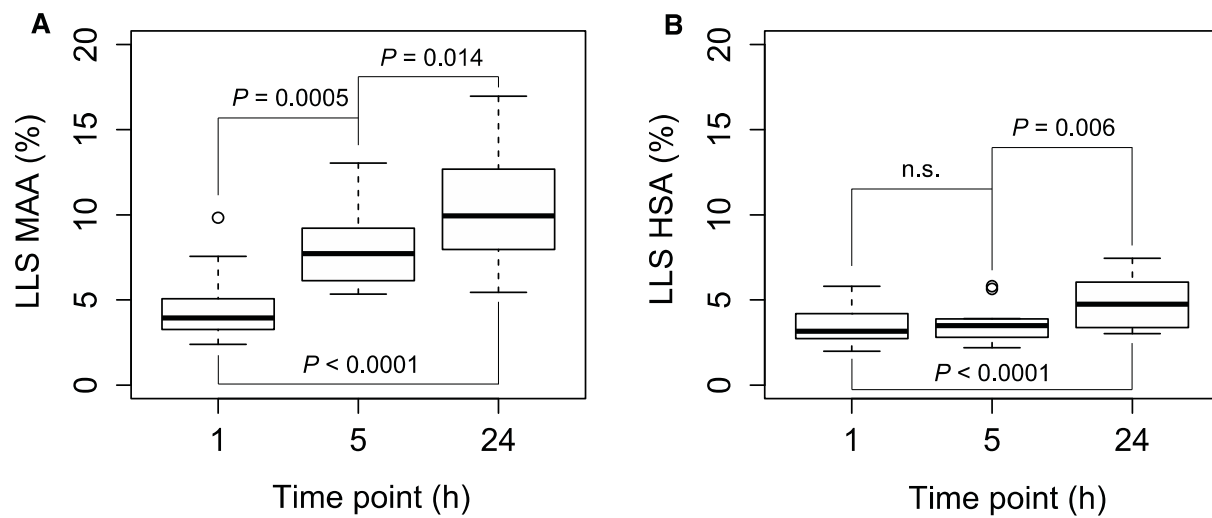 A
LLS MAA (%)
20
15
10
5
0
P = 0.014
P = 0.0005
P < 0.0001
1 5 24
Time point (h)
B
LLS HSA (%)
20
15
10
5
0
P = 0.006
n.s.
P < 0.0001
1 5 24
Time point (h)